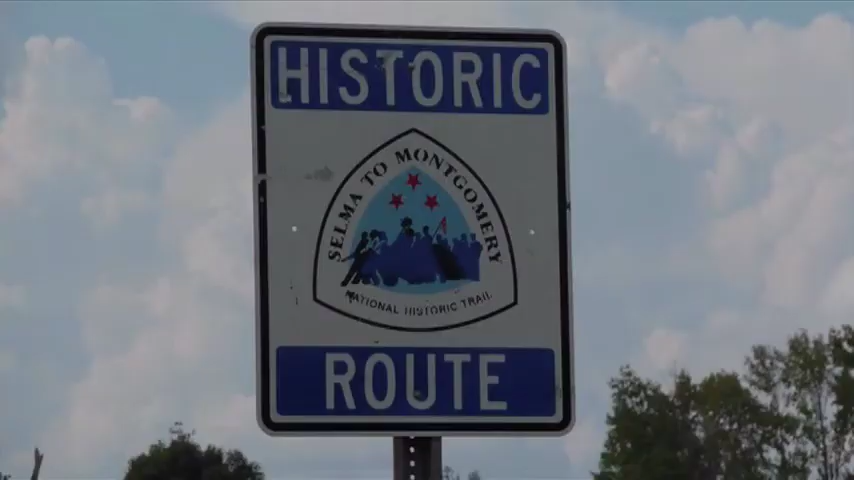 HISTORIC
SELMA TO MONTGOMERY
NATIONAL HISTORIC TRAIL
ROUTE